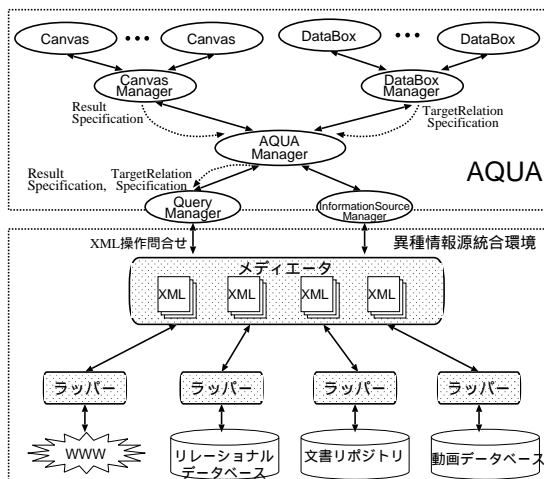 Canvas ••• Canvas
DataBox ••• DataBox
Canvas
Manager
DataBox
Manager
Result
Specification
TargetRelation
Specification
AQUA
Manager
AQUA
Result
Specification,
TargetRelation
Specification
Query
Manager
InformationSource
Manager
XML操作問合せ
異種情報源統合環境
メディエータ
XML XML XML XML
ラッパー ラッパー ラッパー ラッパー
WWW
リレーショナル
データベース
文書リポジトリ
動画データベース